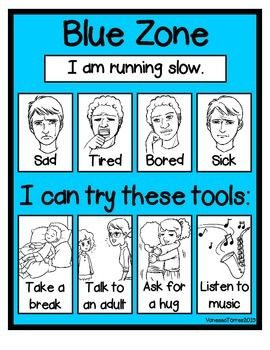 Blue Zone
I am running slow.
Sad Tired Bored Sick
I can try these tools:
Take a
break
Talk to
an adult
Ask for
a hug
Listen to
music
VanessaTorres2019